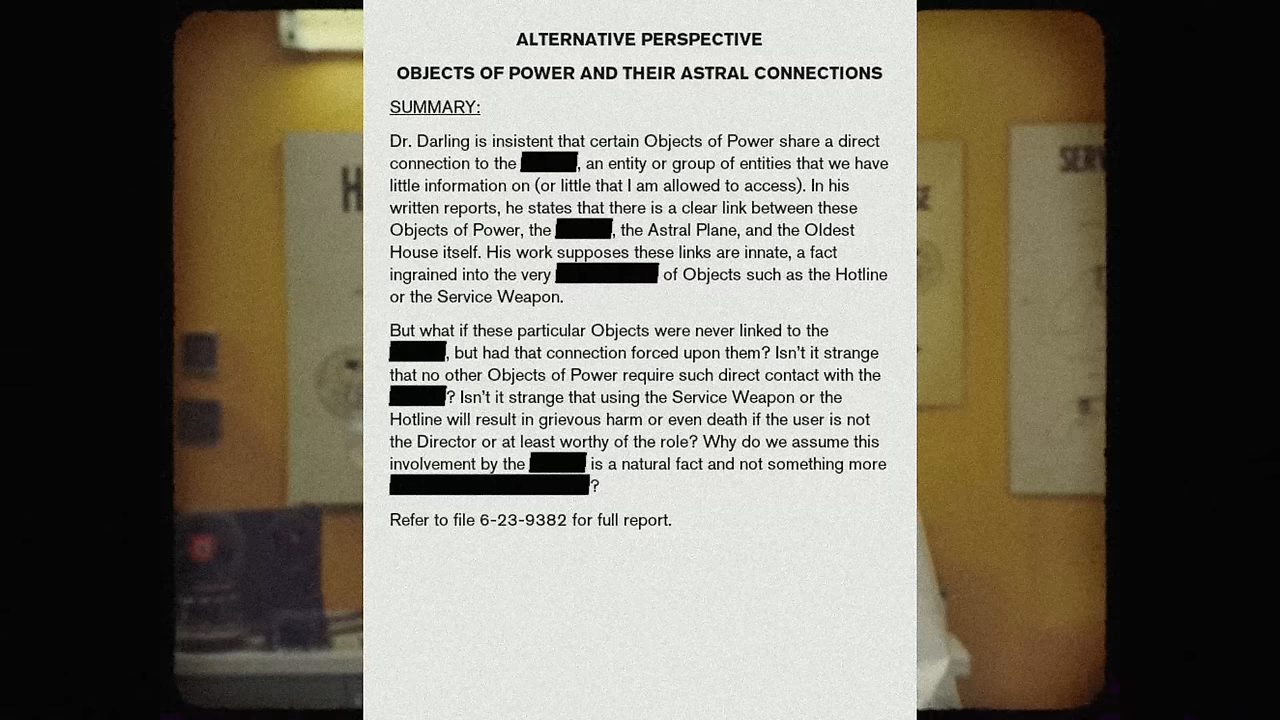 ALTERNATIVE PERSPECTIVE
OBJECTS OF POWER AND THEIR ASTRAL CONNECTIONS
SUMMARY:
Dr. Darling is insistent that certain Objects of Power share a direct
connection to the , an entity or group of entities that we have
little information on (or little that I am allowed to access). In his
written reports, he states that there is a clear link between these
Objects of Power, the , the Astral Plane, and the Oldest
House itself. His work supposes these links are innate, a fact
ingrained into the very of Objects such as the Hotline
or the Service Weapon.
But what if these particular Objects were never linked to the
, but had that connection forced upon them? Isn't it strange
that no other Objects of Power require such direct contact with the
? Isn't it strange that using the Service Weapon or the
Hotline will result in grievous harm or even death if the user is not
the Director or at least worthy of the role? Why do we assume this
involvement by the is a natural fact and not something more
?
Refer to file 6-23-9382 for full report.